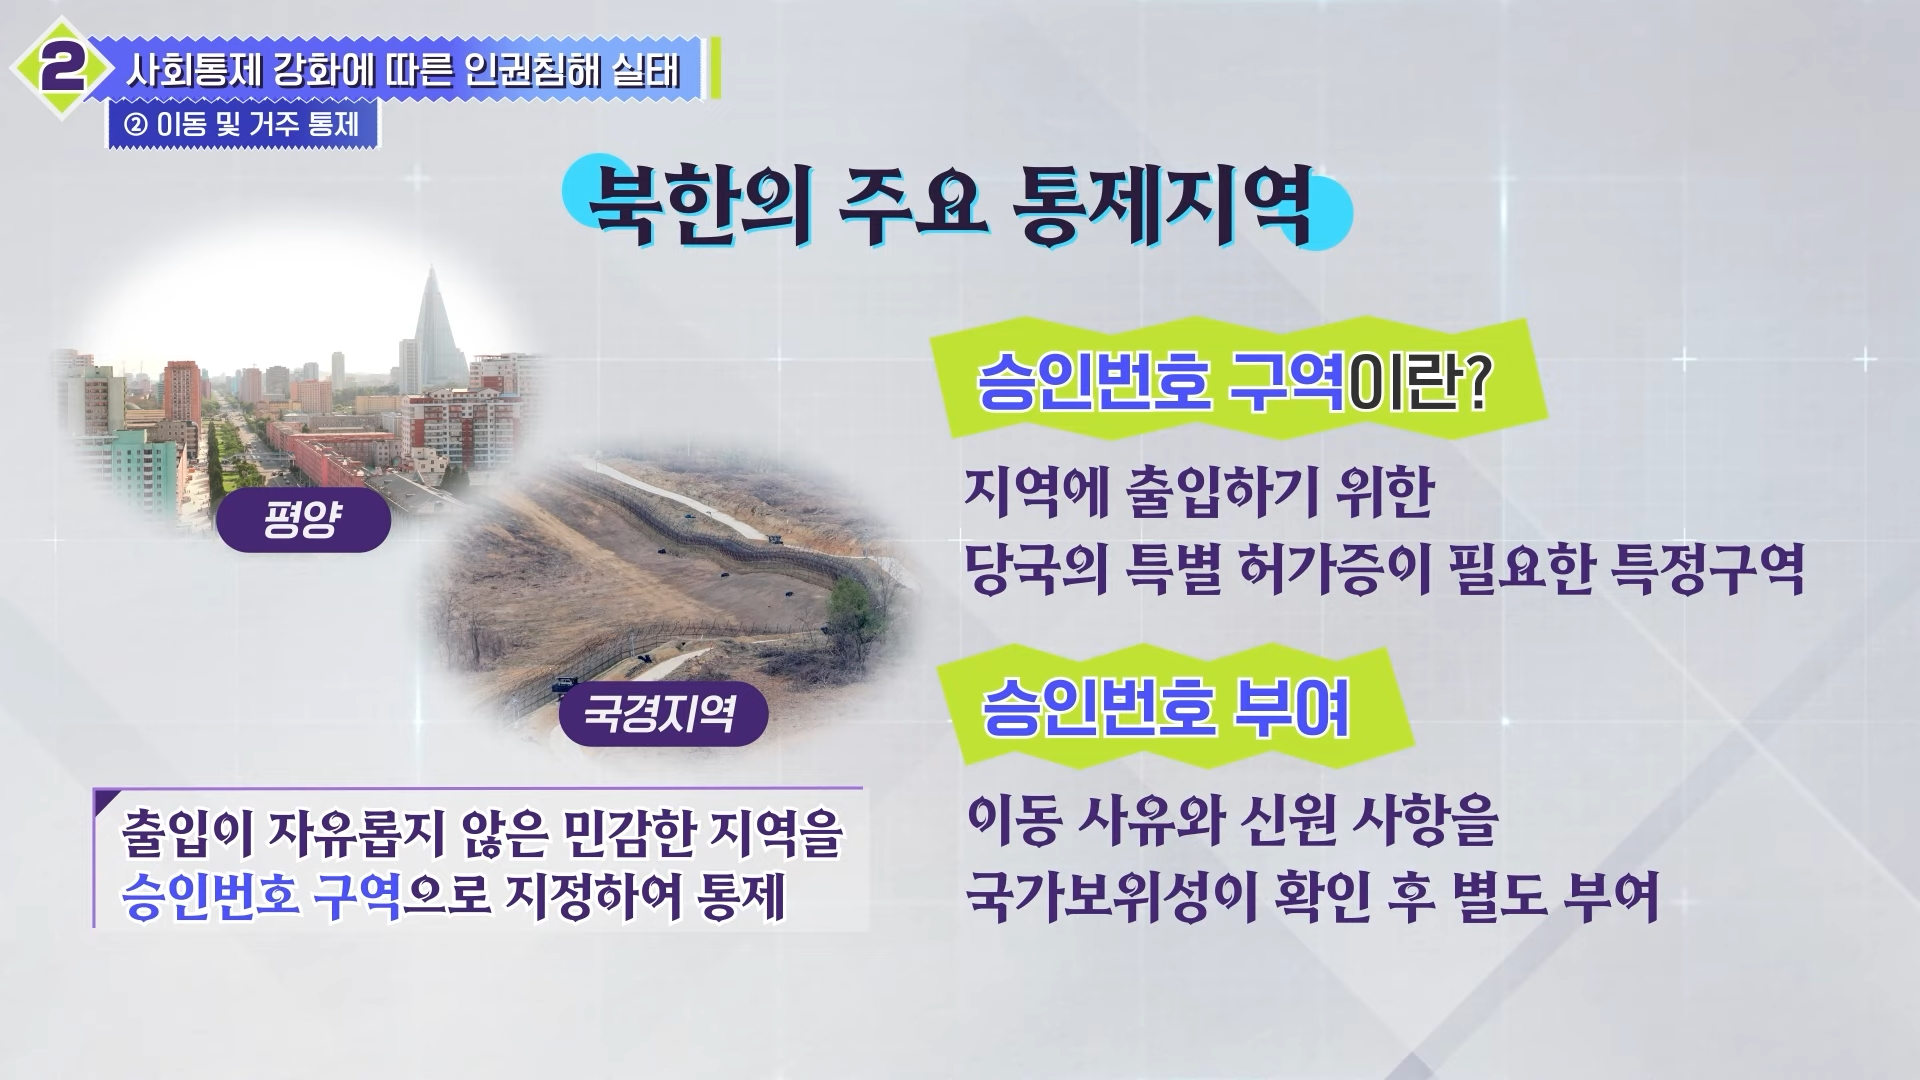 2
사회통제 강화에 따른 인권침해 실태
② 이동 및 거주 통제
북한의 주요 통제지역
평양
국경지역
출입이 자유롭지 않은 민감한 지역을
승인번호 구역으로 지정하여 통제
승인번호 구역이란?
지역에 출입하기 위한
당국의 특별 허가증이 필요한 특정구역
승인번호 부여
이동 사유와 신원 사항을
국가보위성이 확인 후 별도 부여